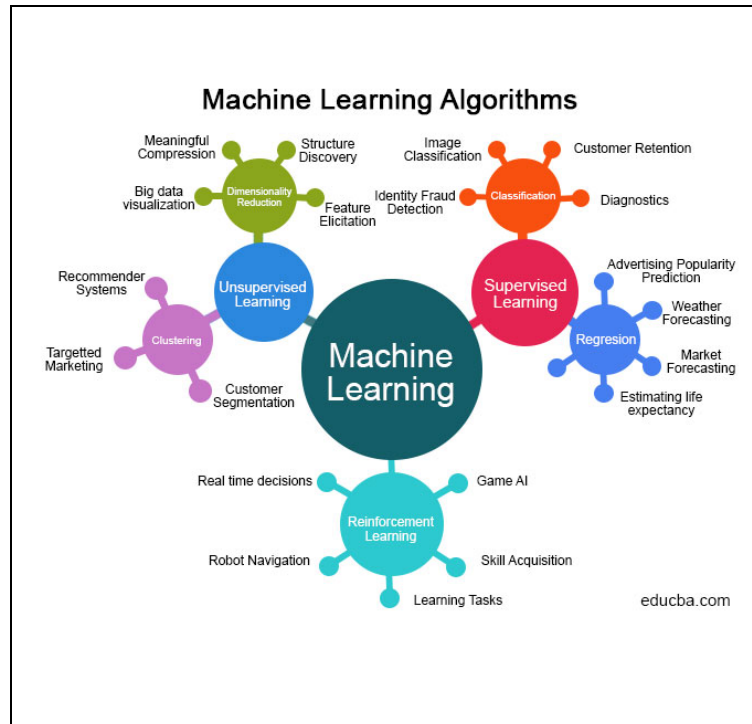 Machine Learning Algorithms
Meaningful
Compression
Structure
Discovery
Big data
visualization
Dimensionality
Reduction
Feature
Elicitation
Image
Classification
Customer Retention
Identity Fraud
Detection
Classification
Diagnostics
Unsupervised
Learning
Supervised
Learning
Recommender
Systems
Clustering
Targetted
Marketing
Customer
Segmentation
Machine
Learning
Advertising Popularity
Prediction
Weather
Forecasting
Regresion
Market
Forecasting
Estimating life
expectancy
Real time decisions
Game AI
Reinforcement
Learning
Robot Navigation
Skill Acquisition
Learning Tasks
educba.com